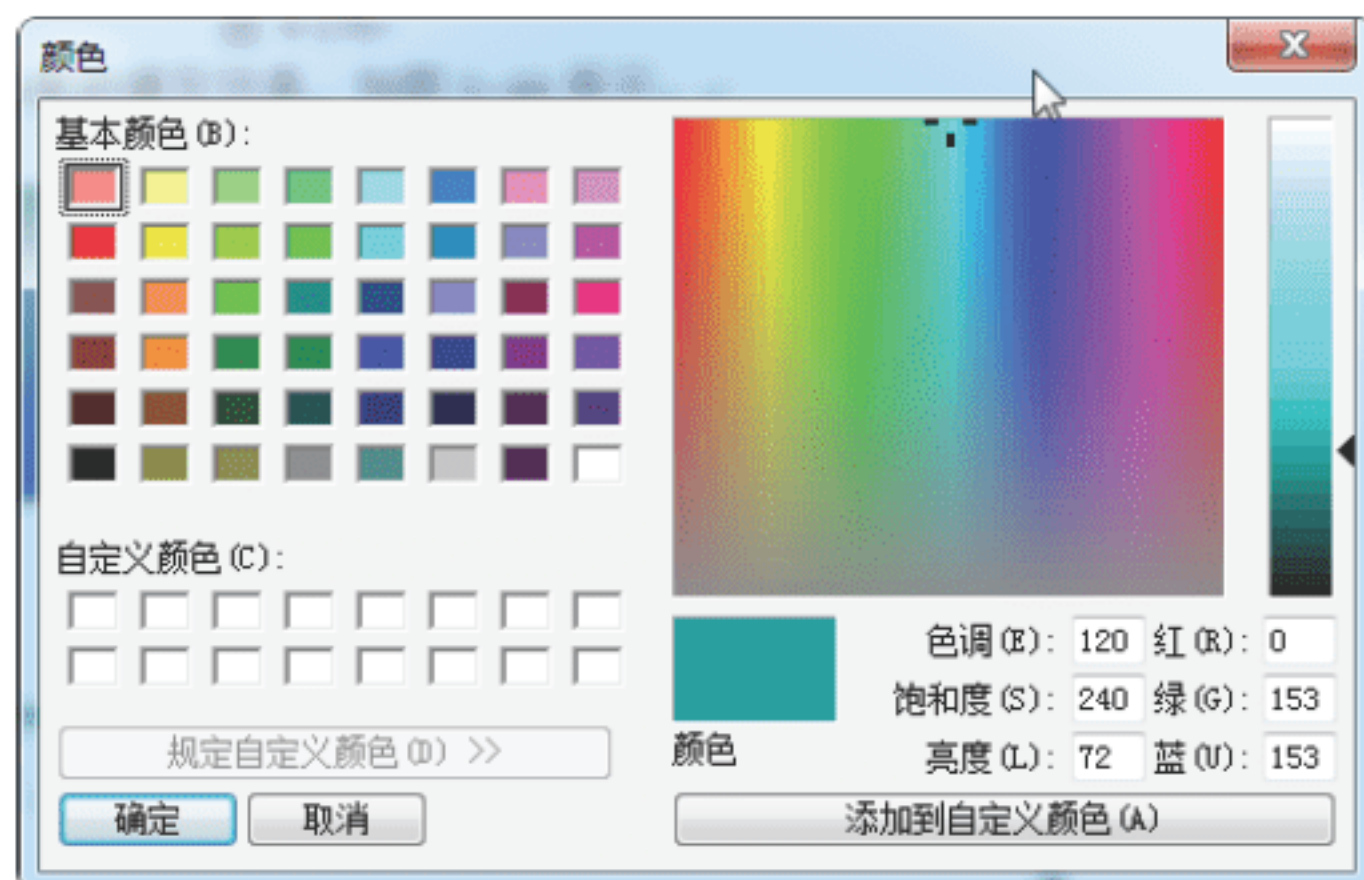 颜色
基本颜色(B):
自定义颜色(C):
规定自定义颜色(D) >>
确定 取消
颜色
色调(E): 120 红(R): 0
饱和度(S): 240 绿(G): 153
亮度(L): 72 蓝(U): 153
添加到自定义颜色(A)